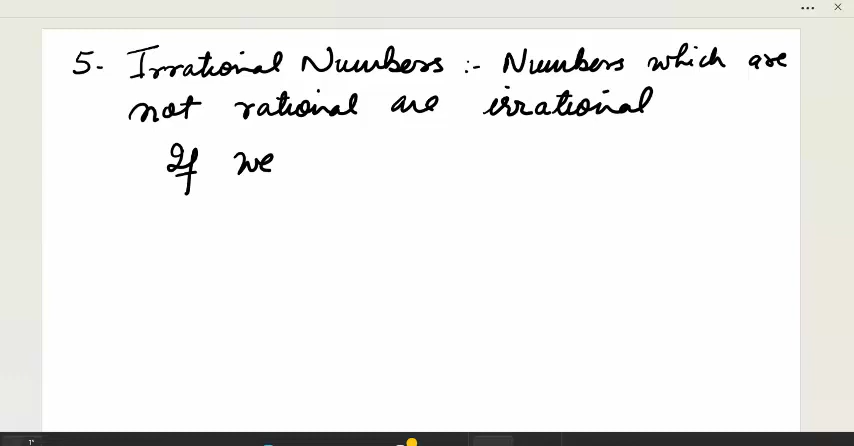 5. Irrational Numbers :- Numbers which are
not rational are irrational
If we